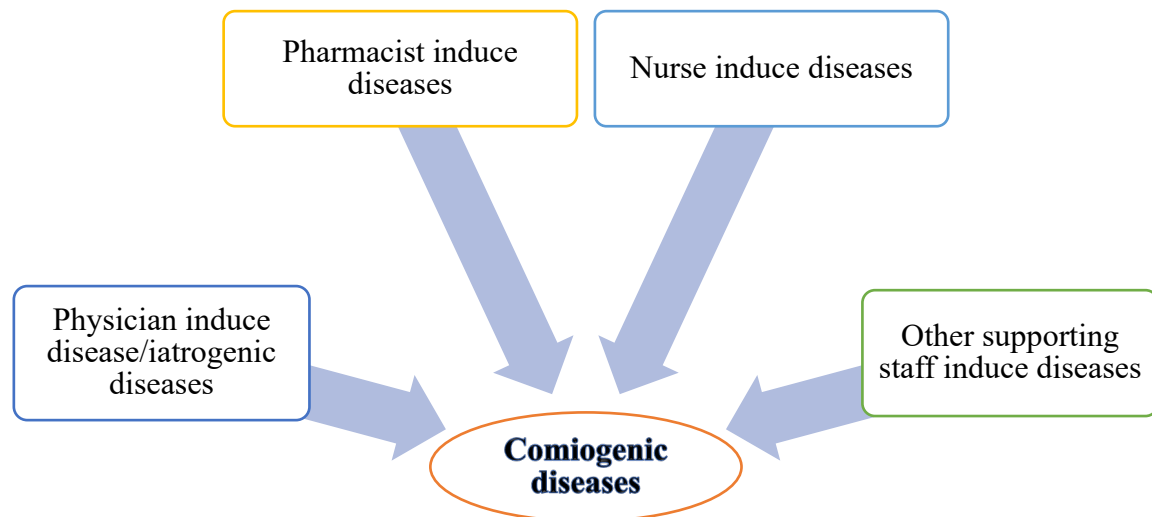 Pharmacist induce
diseases
Nurse induce diseases
Physician induce
disease/iatrogenic
diseases
Other supporting
staff induce diseases
Comiogenic
diseases